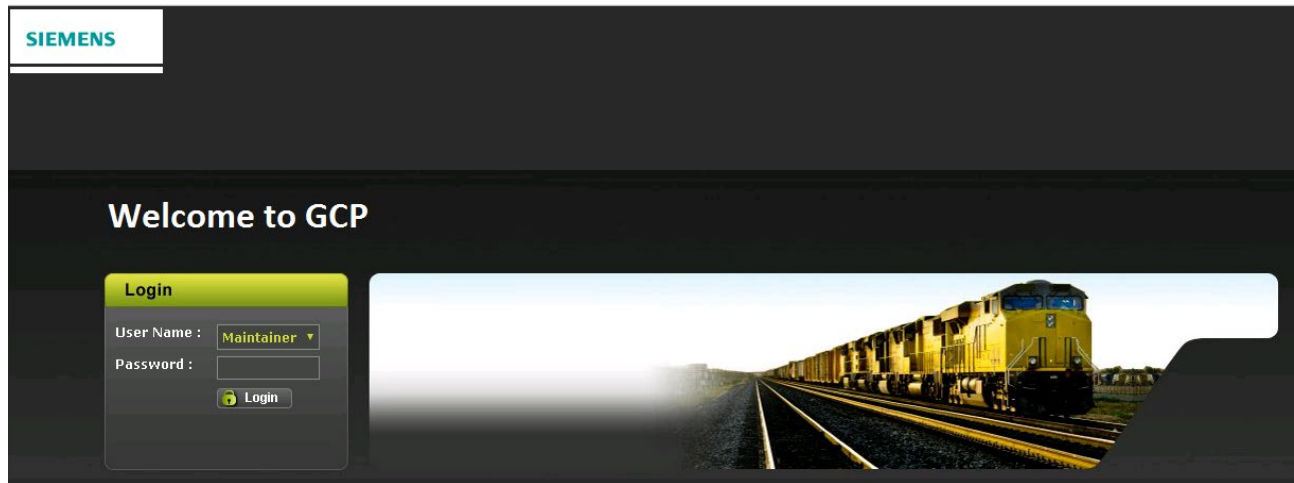 SIEMENS
Welcome to GCP
Login
User Name :
Maintainer
Password :
Login